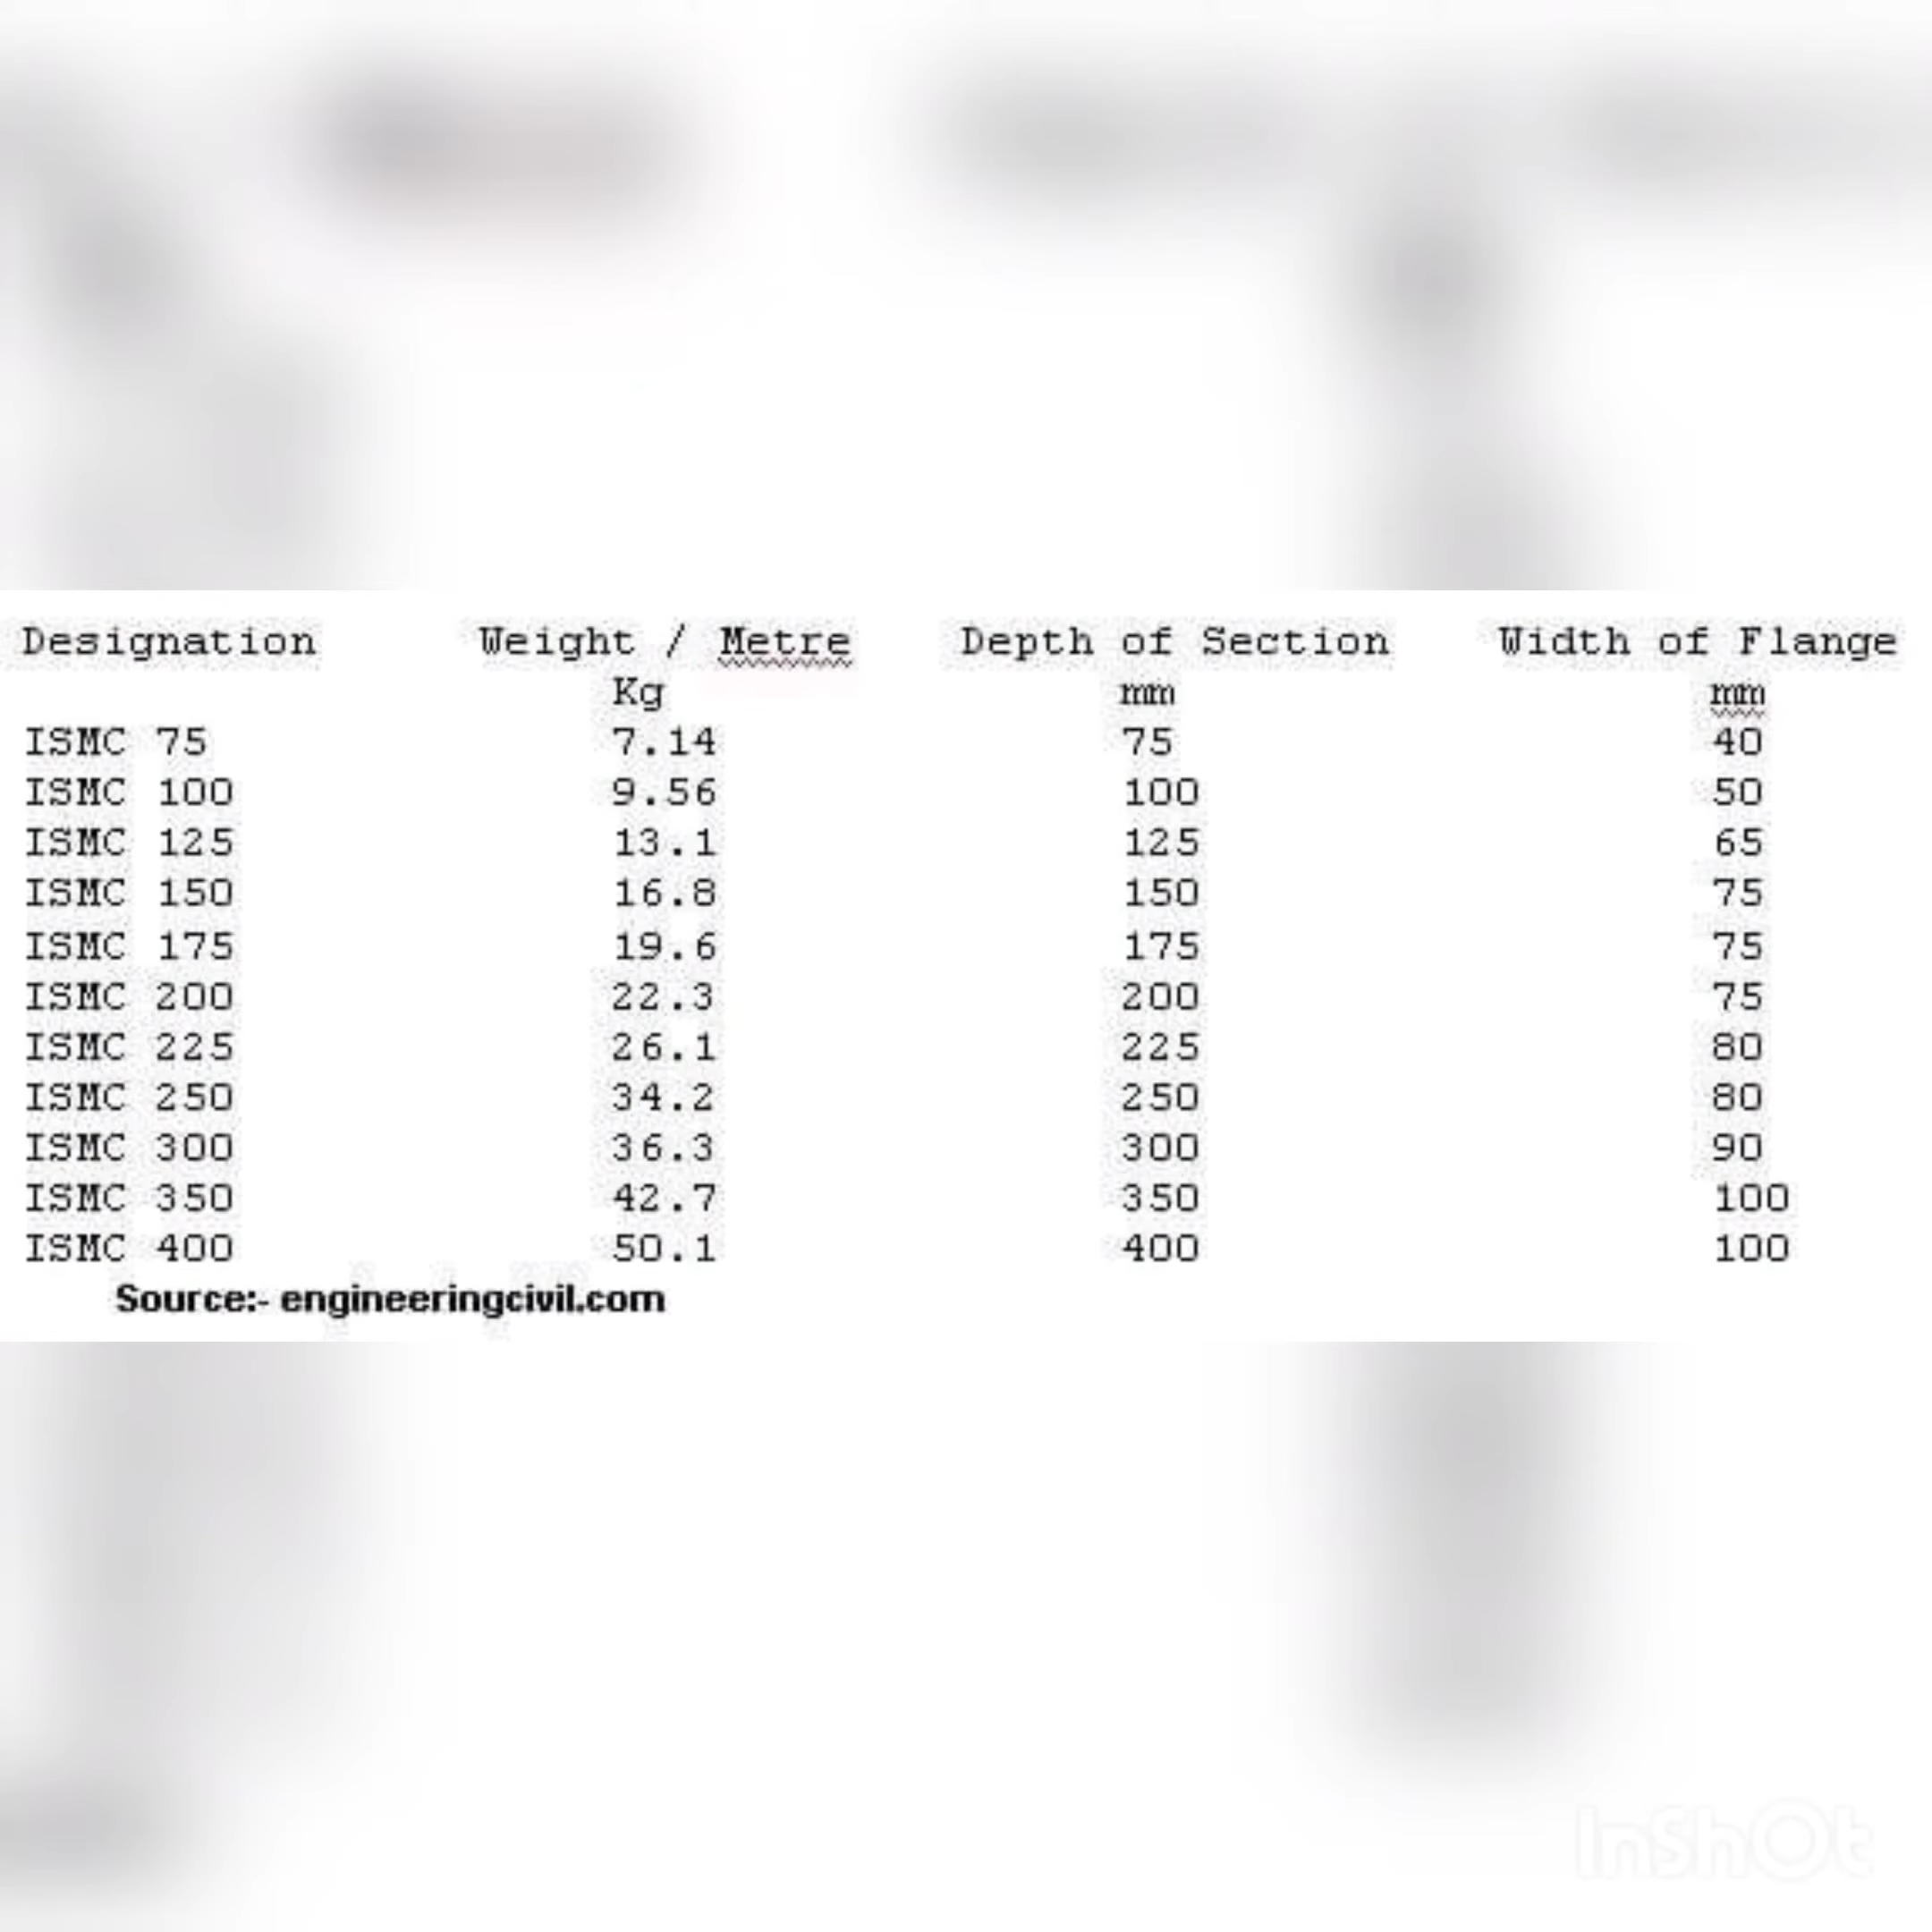 Designation Weight / Metre Depth of Section Width of Flange
Kg mm mm
ISMC 75 7.14 75 40
ISMC 100 9.56 100 50
ISMC 125 13.1 125 65
ISMC 150 16.8 150 75
ISMC 175 19.6 175 75
ISMC 200 22.3 200 75
ISMC 225 26.1 225 80
ISMC 250 34.2 250 80
ISMC 300 36.3 300 90
ISMC 350 42.7 350 100
ISMC 400 50.1 400 100
Source:- engineeringcivil.com
InShOt